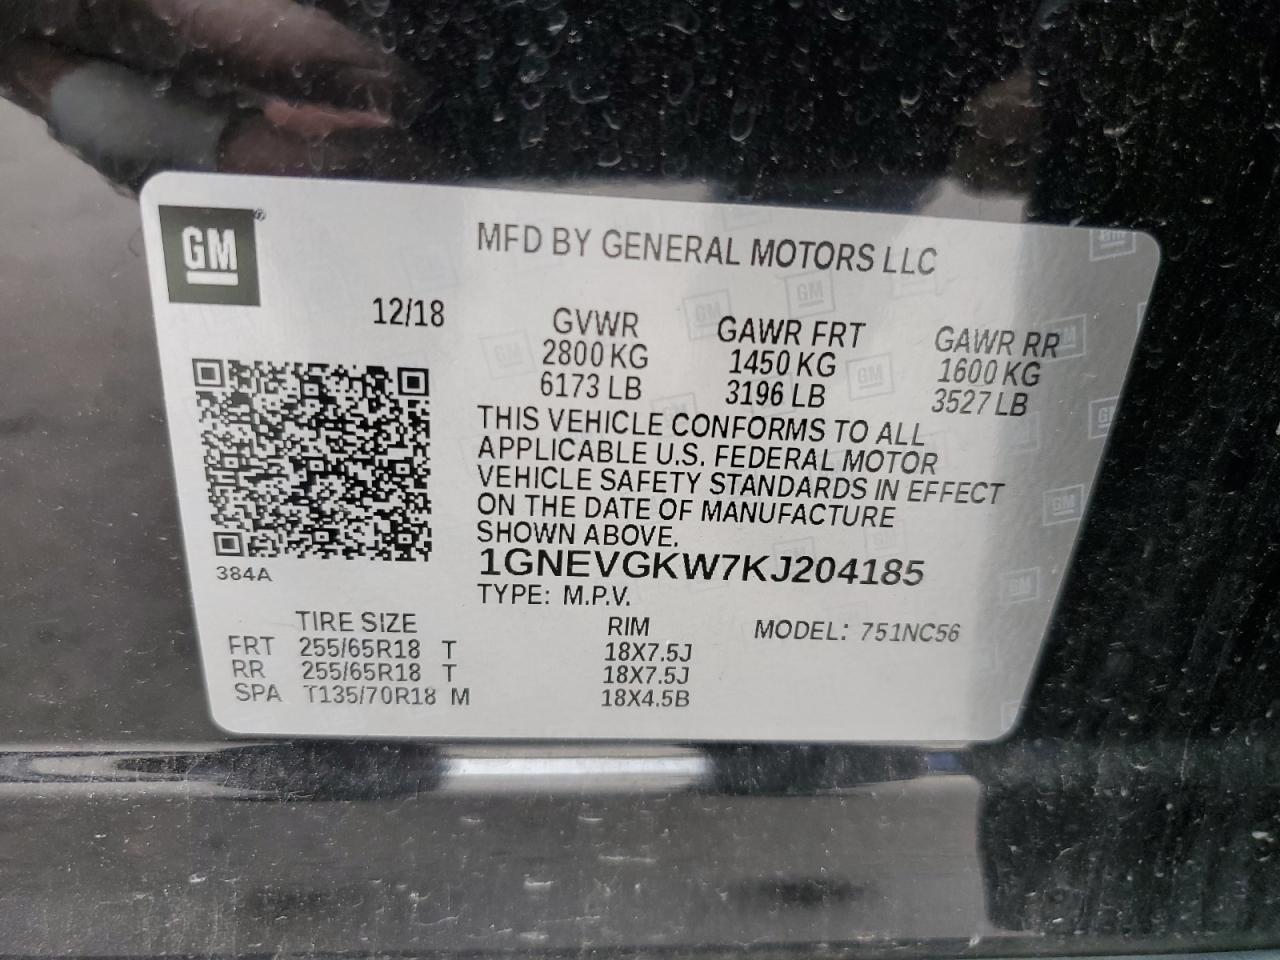 GM®
MFD BY GENERAL MOTORS LLC
12/18
GVWR GAWR FRT GAWR RR
2800 KG 1450 KG 1600 KG
6173 LB 3196 LB 3527 LB
THIS VEHICLE CONFORMS TO ALL
APPLICABLE U.S. FEDERAL MOTOR
VEHICLE SAFETY STANDARDS IN EFFECT
ON THE DATE OF MANUFACTURE
SHOWN ABOVE.
1GNEVGKW7KJ204185
384A
TYPE: M.P.V.
TIRE SIZE RIM MODEL: 751NC56
FRT 255/65R18 T 18X7.5J
RR 255/65R18 T 18X7.5J
SPA T135/70R18 M 18X4.5B